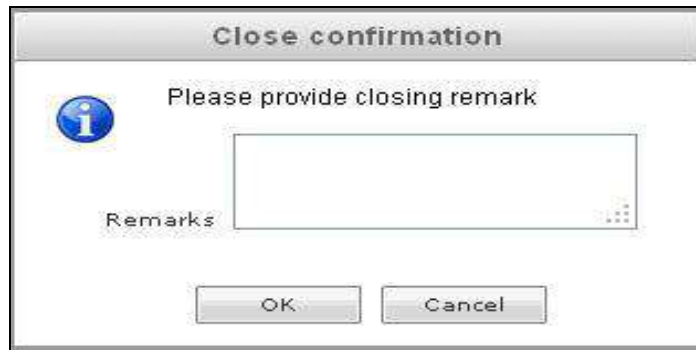 Close confirmation
Please provide closing remark
Remarks
OK Cancel